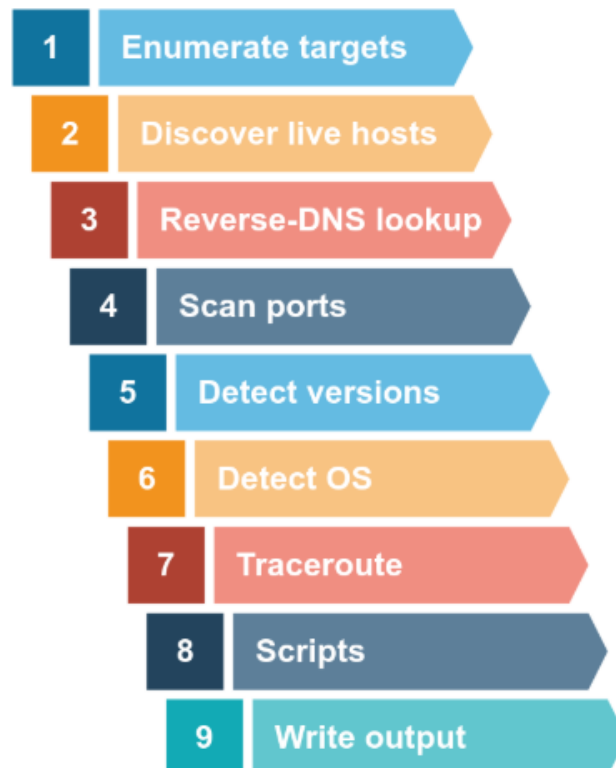 1 Enumerate targets
2 Discover live hosts
3 Reverse-DNS lookup
4 Scan ports
5 Detect versions
6 Detect OS
7 Traceroute
8 Scripts
9 Write output